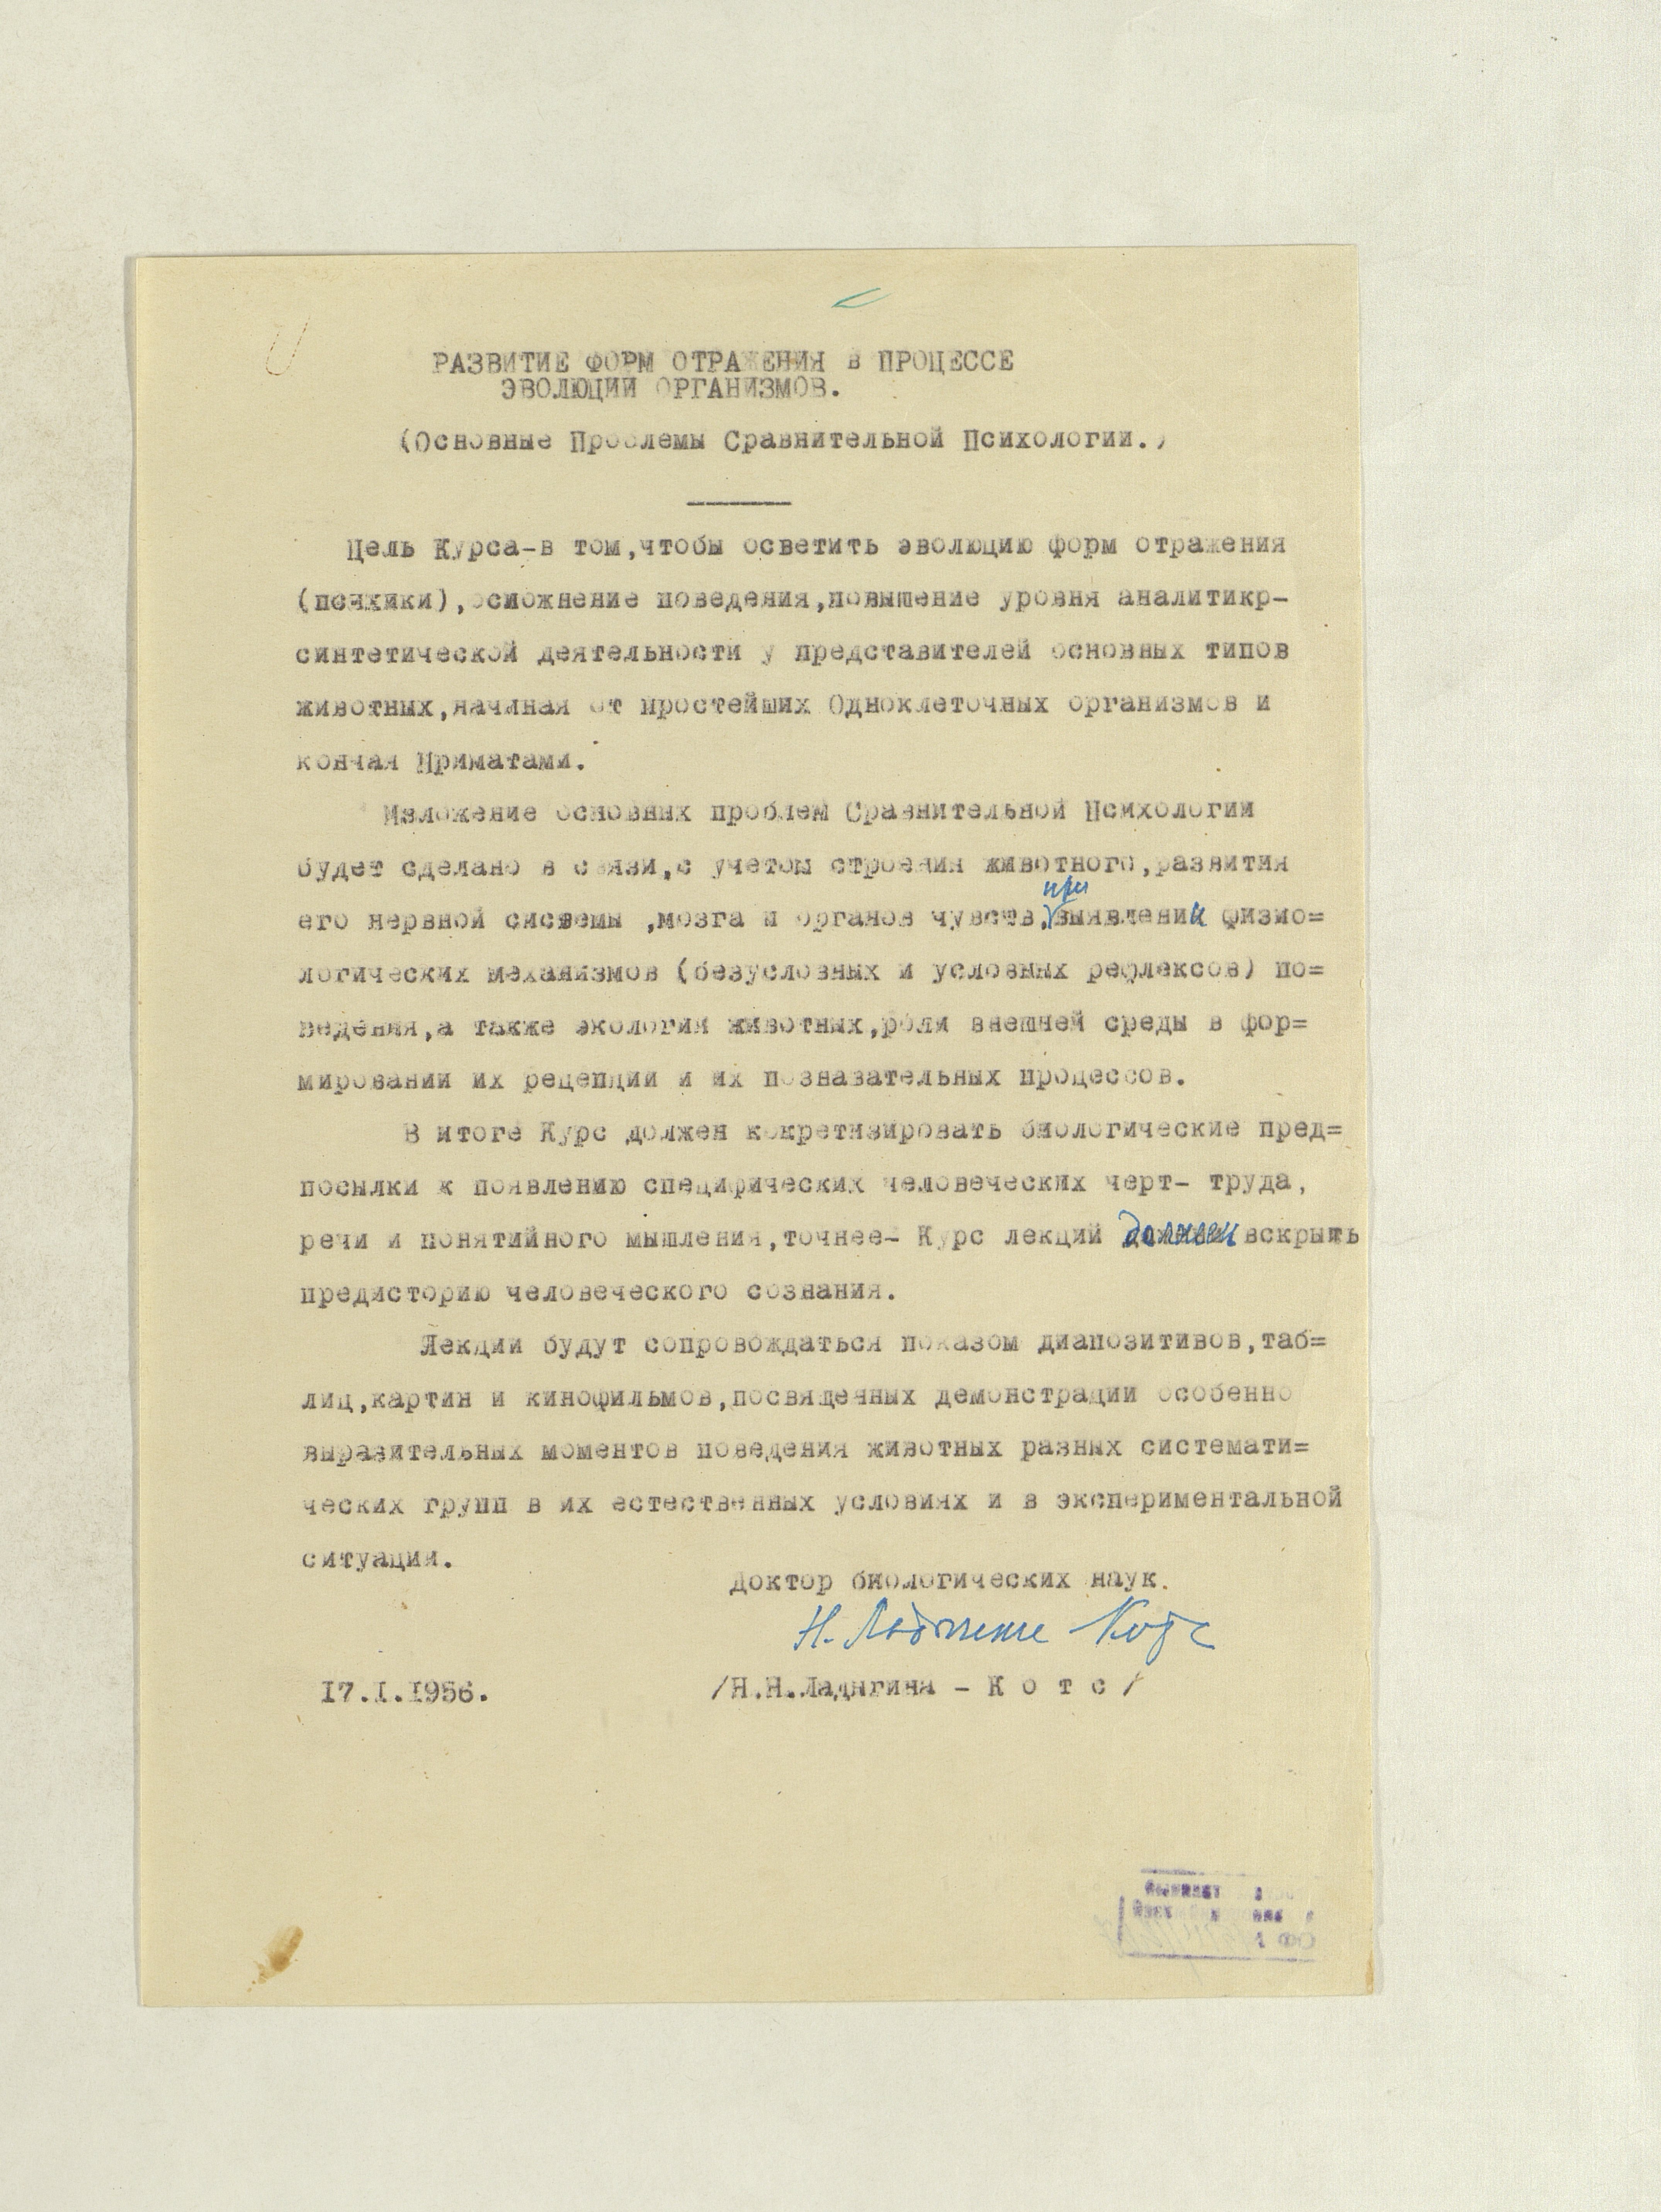 РАЗВИТИЕ ФОРМ ОТРАЖЕНИЯ В ПРОЦЕССЕ
ЭВОЛЮЦИИ ОРГАНИЗМОВ.
(Основные Проблемы Сравнительной Психологии.)
Цель Курса-в том,чтобы осветить эволюцию форм отражения
(психики),осложнение поведения,повышение уровня аналитикр-
синтетической деятельности у представителей основных типов
животных,начиная от простейших Одноклеточных организмов и
кончая Приматами.
Изложение основных проблем Сравнительной Психологии
будет сделано в связи,с учетом строения животного,развития
при
его нервной системы ,мозга и органов чувств,выявлении физио=
логических механизмов (безусловных и условных рефлексов) по=
ведения,а также экологии животных,роли внешней среды в фор=
мировании их рецепции и их познавательных процессов.
В итоге Курс должен кокретизировать биологические пред=
посылки к появлению специфических человеческих черт- труда,
речи и понятийного мышления,точнее- Курс лекций должен вскрыть
предисторию человеческого сознания.
Лекции будут сопровождаться показом диапозитивов,таб=
лиц,картин и кинофильмов,посвященных демонстрации особенно
выразительных моментов поведения животных разных системати=
ческих групп в их естественных условиях и в экспериментальной
ситуации.
Доктор биологических наук.
Н. Ладыгина-Котс
17.I.1956.
/Н.Н.Ладыгина - К о т с /